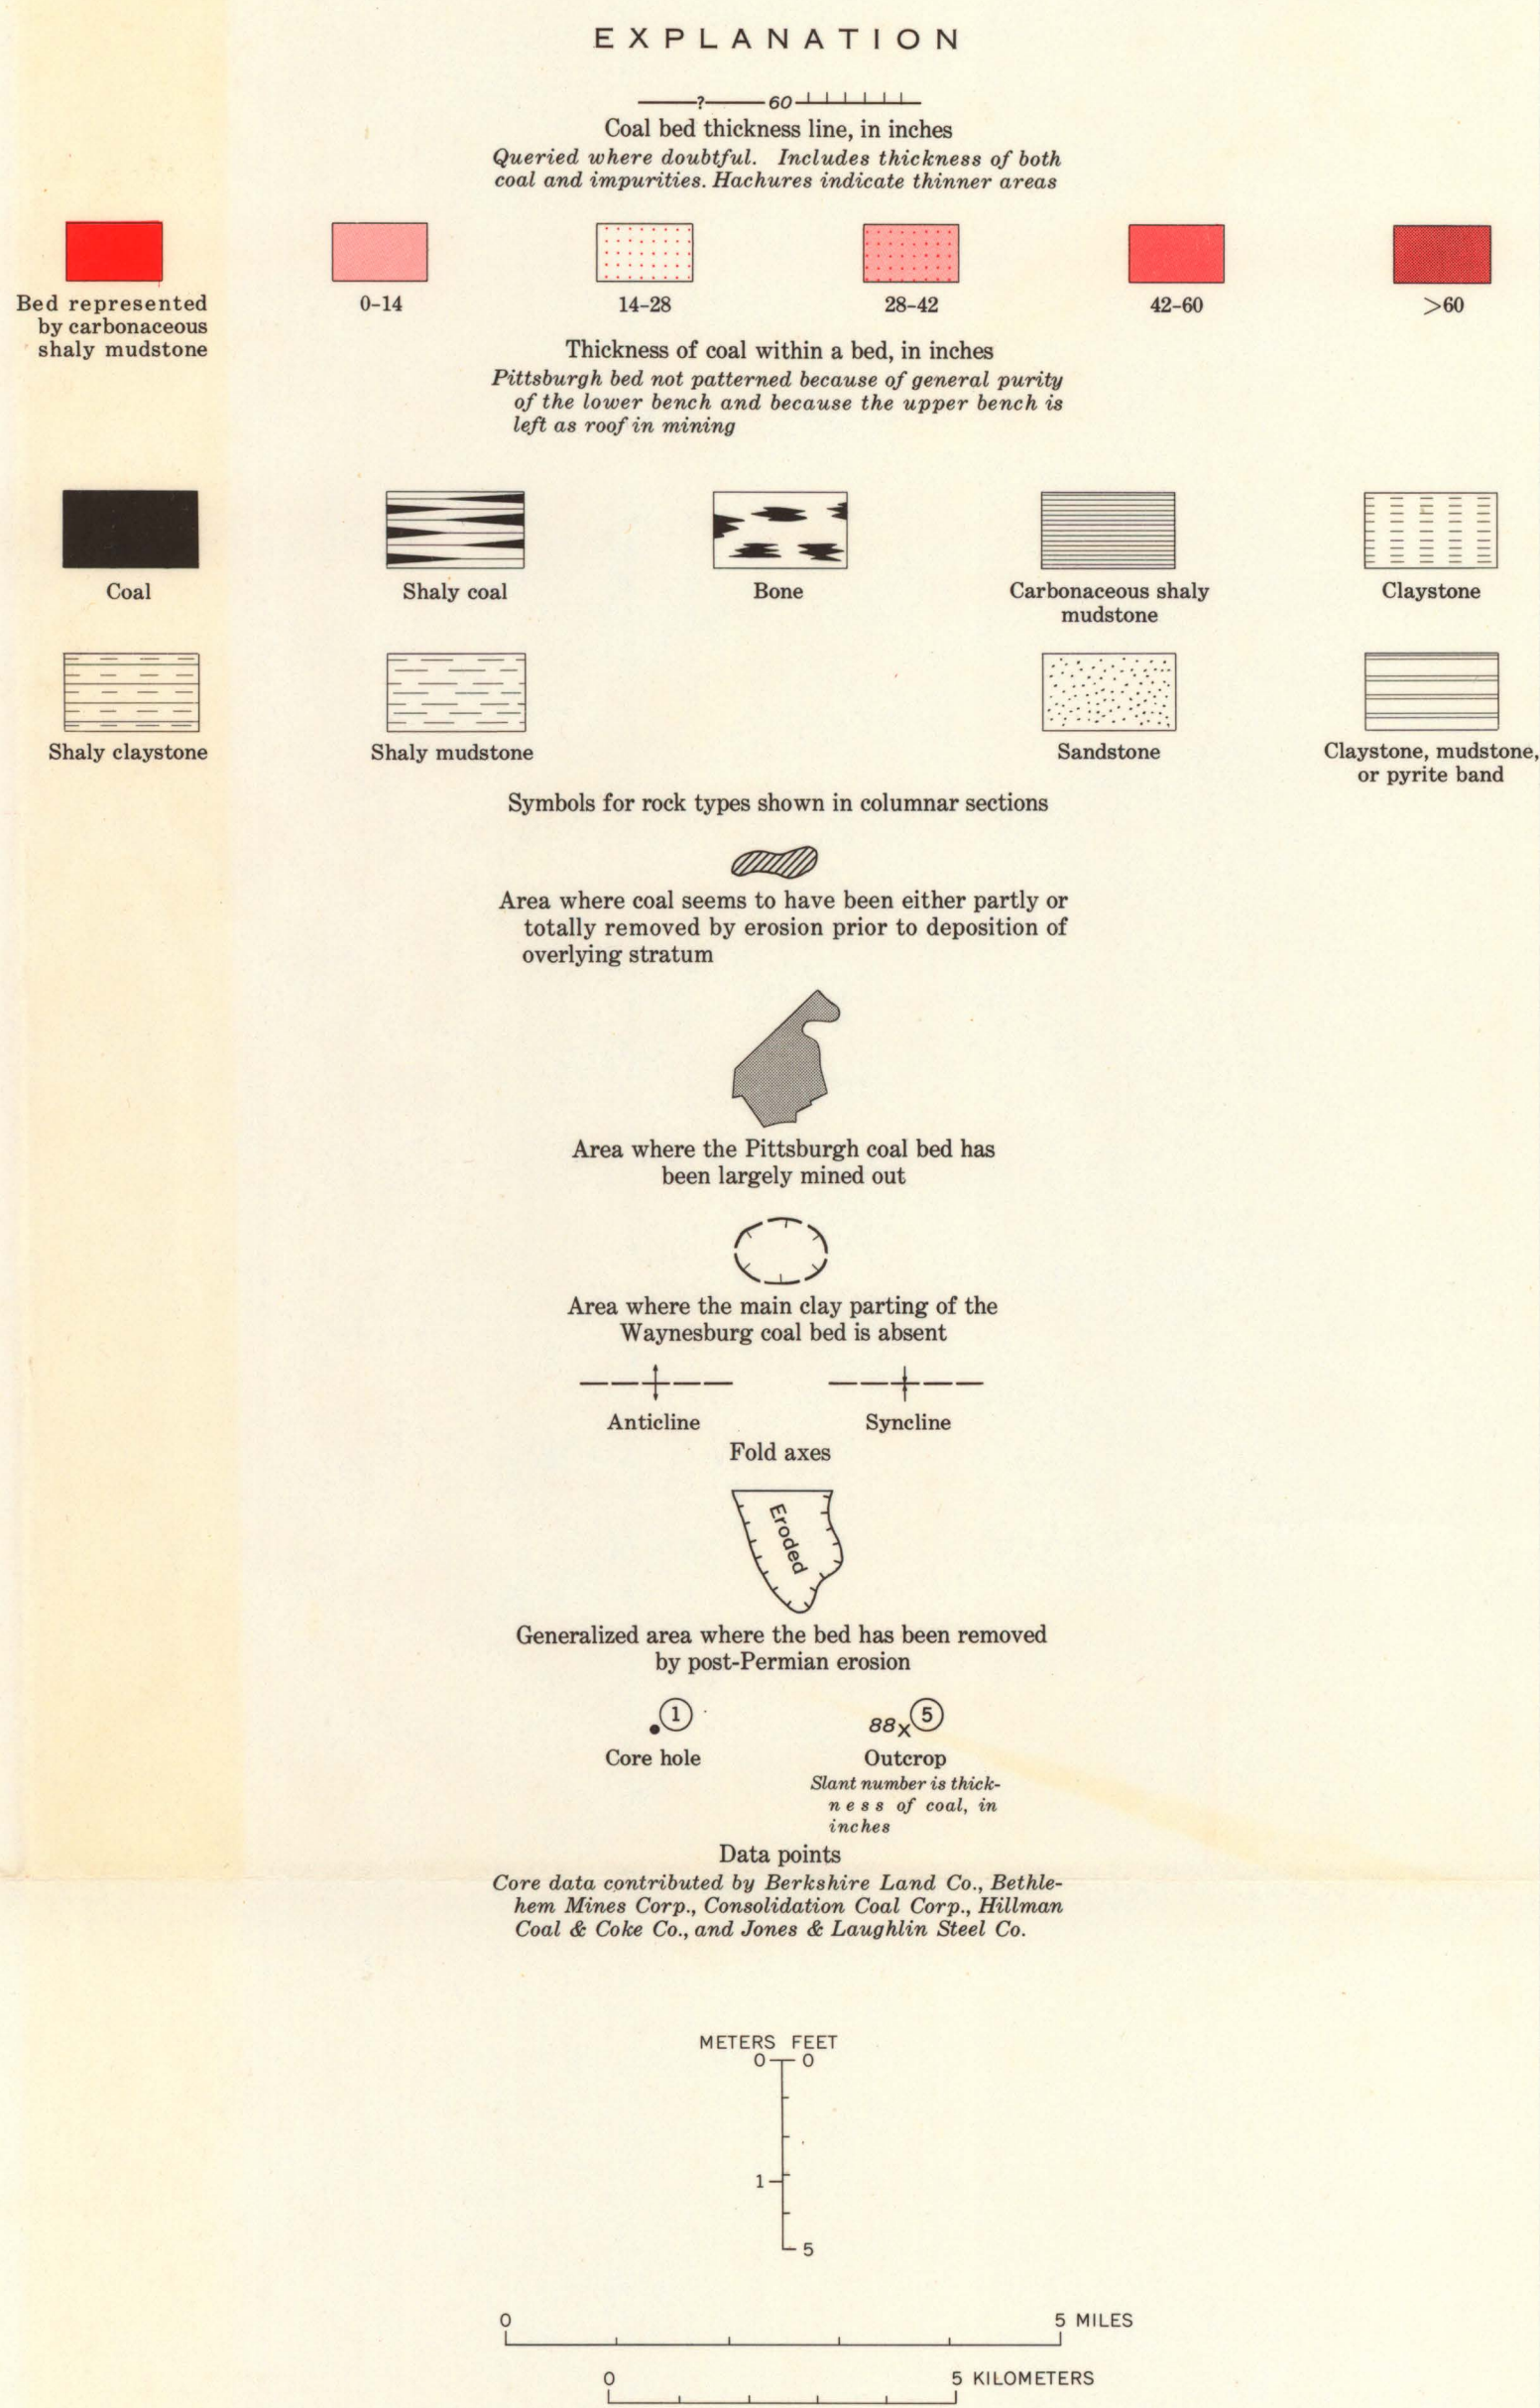 EXPLANATION
? 60
Coal bed thickness line, in inches
Queried where doubtful. Includes thickness of both
coal and impurities. Hachures indicate thinner areas
Bed represented
by carbonaceous
shaly mudstone
0-14
14-28
28-42
42-60
>60
Thickness of coal within a bed, in inches
Pittsburgh bed not patterned because of general purity
of the lower bench and because the upper bench is
left as roof in mining
Coal
Shaly coal
Bone
Carbonaceous shaly
mudstone
Claystone
Shaly claystone
Shaly mudstone
Sandstone
Claystone, mudstone,
or pyrite band
Symbols for rock types shown in columnar sections
Area where coal seems to have been either partly or
totally removed by erosion prior to deposition of
overlying stratum
Area where the Pittsburgh coal bed has
been largely mined out
Area where the main clay parting of the
Waynesburg coal bed is absent
Anticline
Syncline
Fold axes
Eroded
Generalized area where the bed has been removed
by post-Permian erosion
1
Core hole
88x 5
Outcrop
Slant number is thick-
ness of coal, in
inches
Data points
Core data contributed by Berkshire Land Co., Bethle-
hem Mines Corp., Consolidation Coal Corp., Hillman
Coal & Coke Co., and Jones & Laughlin Steel Co.
METERS FEET
0 0
1
5
0 5 MILES
0 5 KILOMETERS